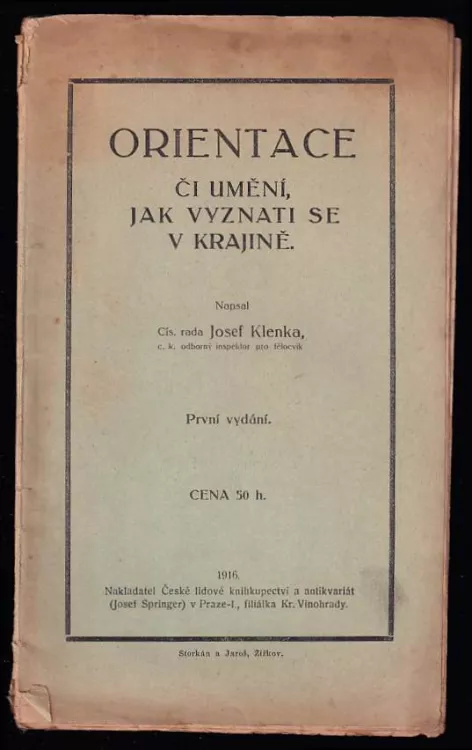 ORIENTACE
ČI UMĚNÍ,
JAK VYZNATI SE
V KRAJINĚ.
Napsal
Cís. rada Josef Klenka,
c. k. odborný inspektor pro tělocvik
První vydání.
CENA 50 h.
1916.
Nakladatel České lidové knihkupectví a antikvariát
(Josef Springer) v Praze-I., filiálka Kr. Vinohrady.
Storkán a Jaroš, Žižkov.